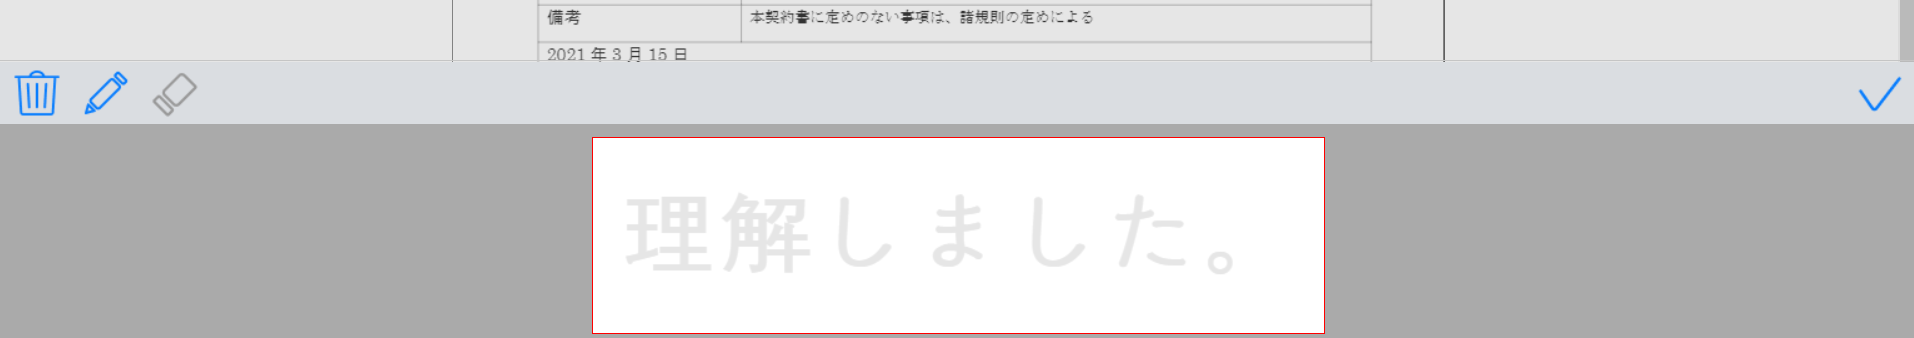 備考 本契約書に定めのない事項は、諸規則の定めによる
2021 年 3 月 15 日
理解しました。